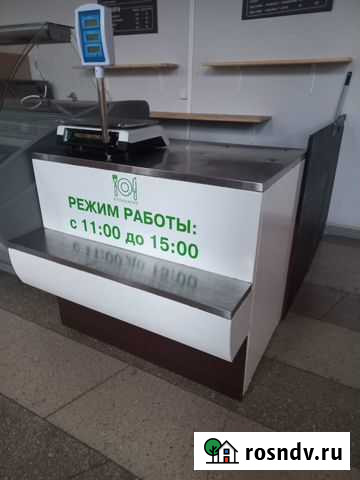 РЕЖИМ РАБОТЫ:
с 11:00 до 15:00
rosndv.ru